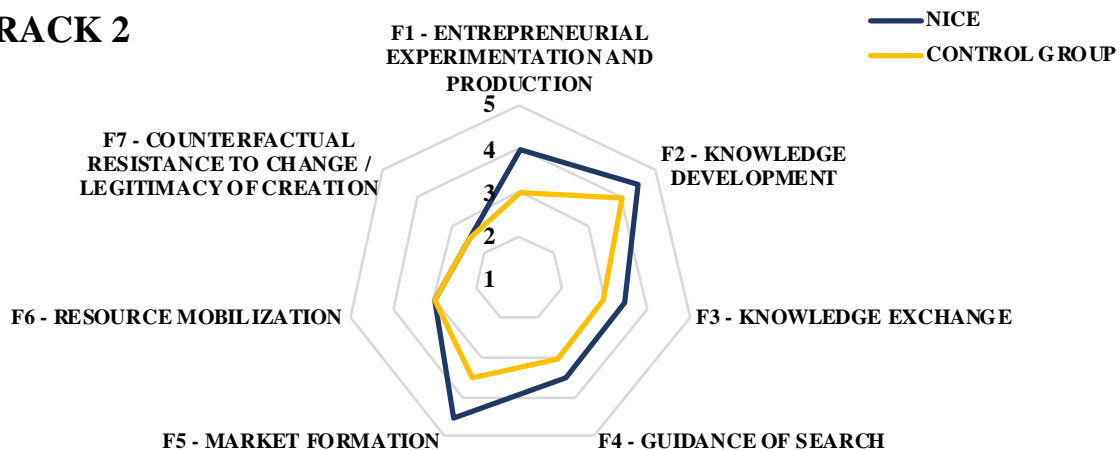 RACK 2
NICE
CONTROL GROUP
F1 - ENTREPRENEURIAL
EXPERIMENTATION AND
PRODUCTION
F2 - KNOWLEDGE
DEVELOPMENT
F3 - KNOWLEDGE EXCHANGE
F4 - GUIDANCE OF SEARCH
F5 - MARKET FORMATION
F6 - RESOURCE MOBILIZATION
F7 - COUNTERFACTUAL
RESISTANCE TO CHANGE /
LEGITIMACY OF CREATION
5
4
3
2
1